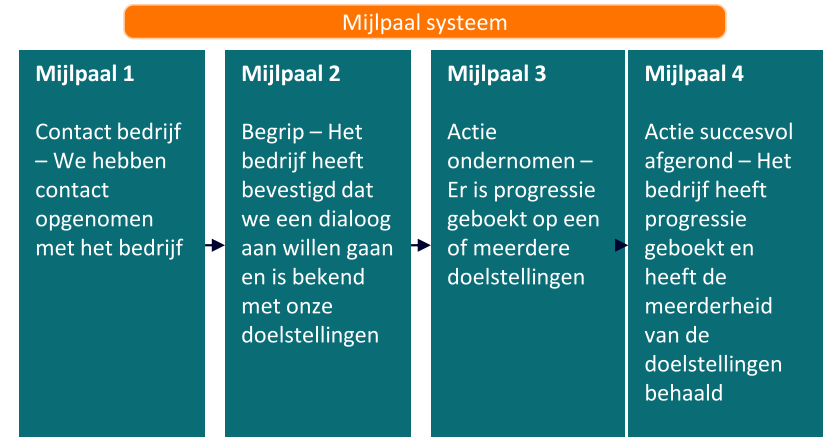 Mijlpaal systeem
Mijlpaal 1
Contact bedrijf
– We hebben
contact
opgenomen
met het bedrijf
Mijlpaal 2
Begrip – Het
bedrijf heeft
bevestigd dat
we een dialoog
aan willen gaan
en is bekend
met onze
doelstellingen
Mijlpaal 3
Actie
ondernomen –
Er is progressie
geboekt op een
of meerdere
doelstellingen
Mijlpaal 4
Actie succesvol
afgerond – Het
bedrijf heeft
progressie
geboekt en
heeft de
meerderheid
van de
doelstellingen
behaald